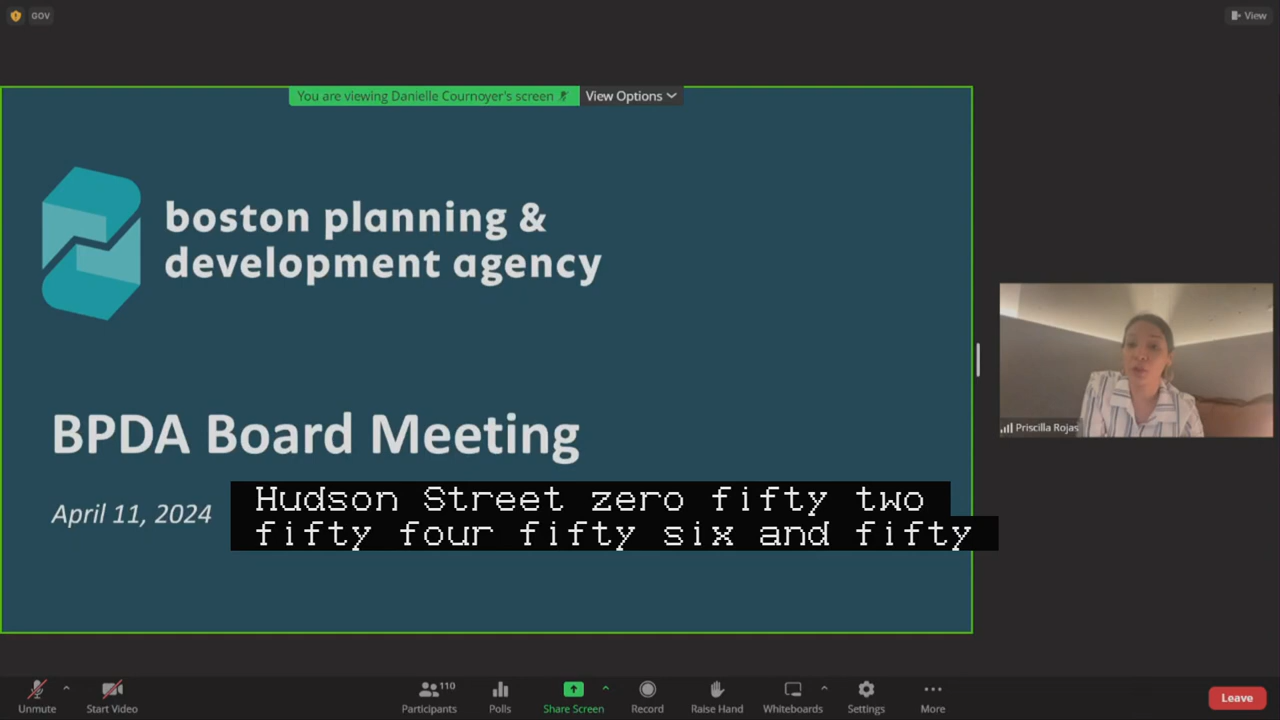 GOV
View
You are viewing Danielle Cournoyer's screen
View Options
boston planning &
development agency
BPDA Board Meeting
April 11, 2024
Hudson Street zero fifty two
fifty four fifty six and fifty
Priscilla Rojas
Unmute
Start Video
Participants
110
Polls
Share Screen
Record
Raise Hand
Whiteboards
Settings
More
Leave